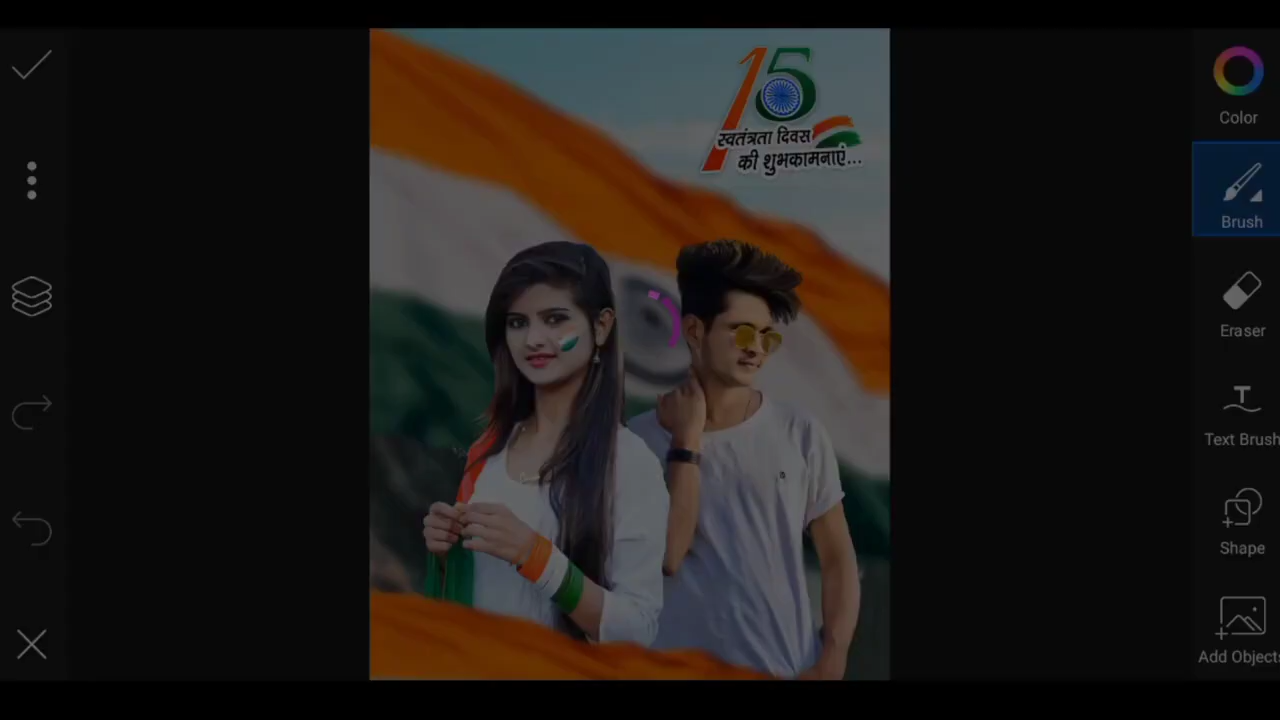 15
स्वतंत्रता दिवस
की शुभकामनाएं...
Color
Brush
Eraser
Text Brush
Shape
Add Objects